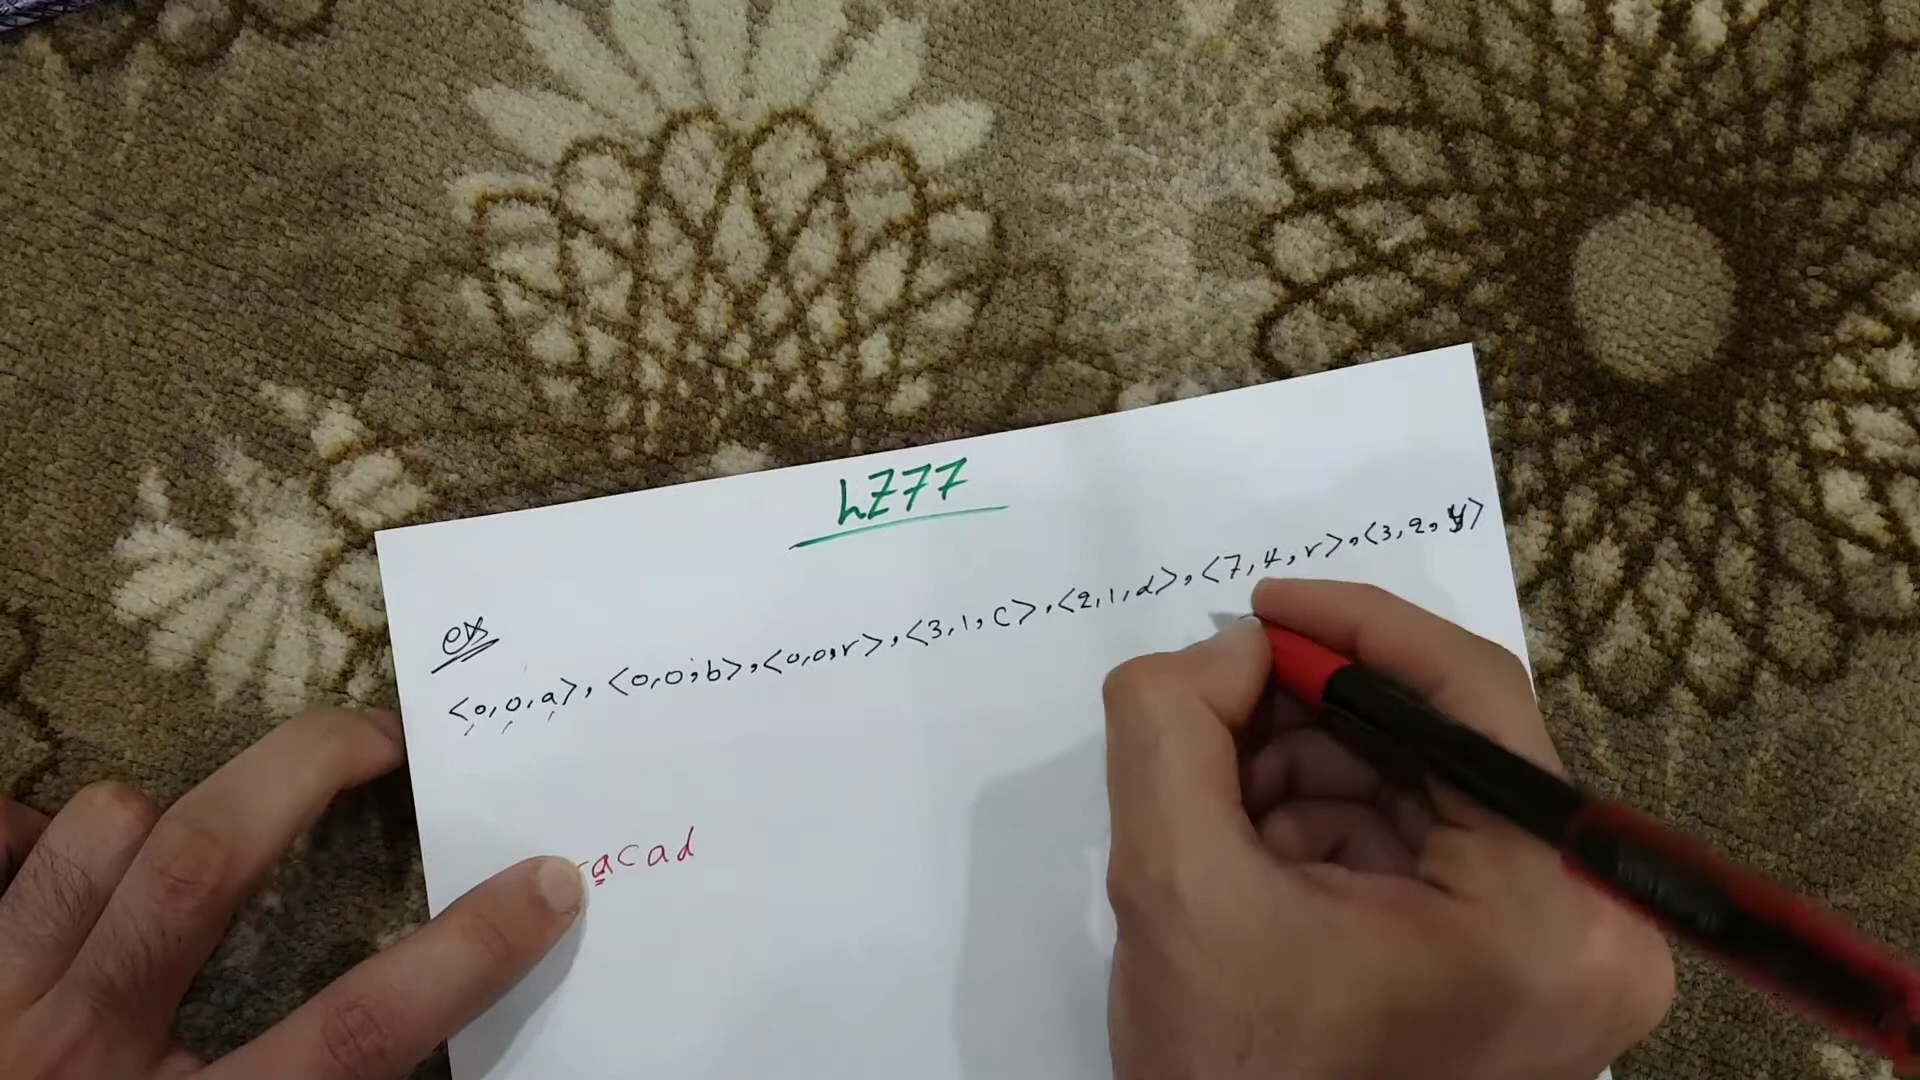 LZ77
ex
<0,0,a>, <0,0,b>, <0,0,r>, <3,1,c>, <2,1,d>, <7,4,r>, <3,2,y>
acad